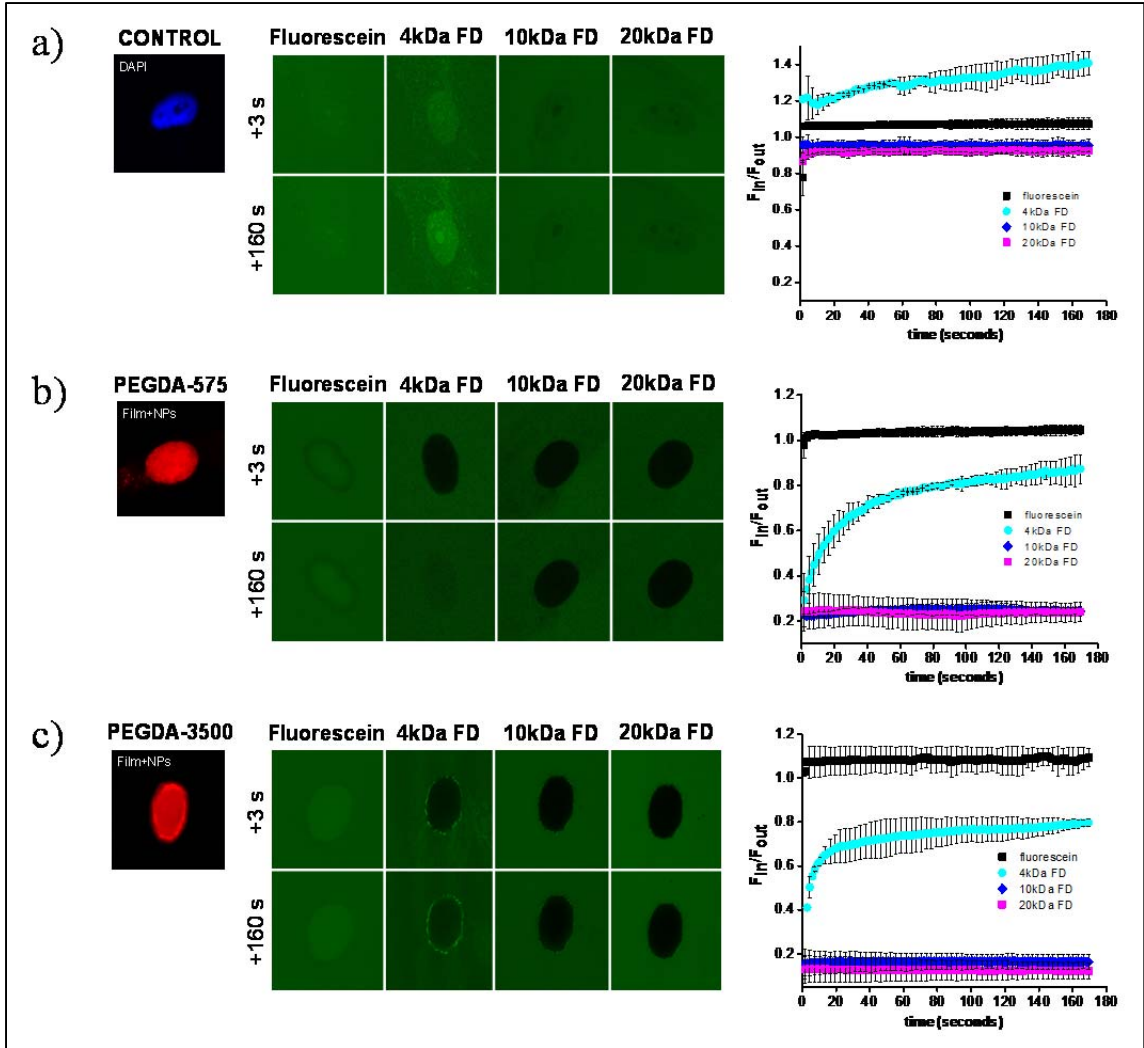 a)
CONTROL
DAPI
Fluorescein 4kDa FD 10kDa FD 20kDa FD
+3 s
+160 s
1.4
1.2
1.0
0.8
0.6
0.4
0.2
Fin/Fout
fluorescein
4kDa FD
10kDa FD
20kDa FD
0 20 40 60 80 100 120 140 160 180
time (seconds)
b)
PEGDA-575
Film+NPs
Fluorescein 4kDa FD 10kDa FD 20kDa FD
+3 s
+160 s
1.2
1.0
0.8
0.6
0.4
0.2
Fin/Fout
fluorescein
4kDa FD
10kDa FD
20kDa FD
0 20 40 60 80 100 120 140 160 180
time (seconds)
c)
PEGDA-3500
Film+NPs
Fluorescein 4kDa FD 10kDa FD 20kDa FD
+3 s
+160 s
1.2
1.0
0.8
0.6
0.4
0.2
Fin/Fout
fluorescein
4kDa FD
10kDa FD
20kDa FD
0 20 40 60 80 100 120 140 160 180
time (seconds)